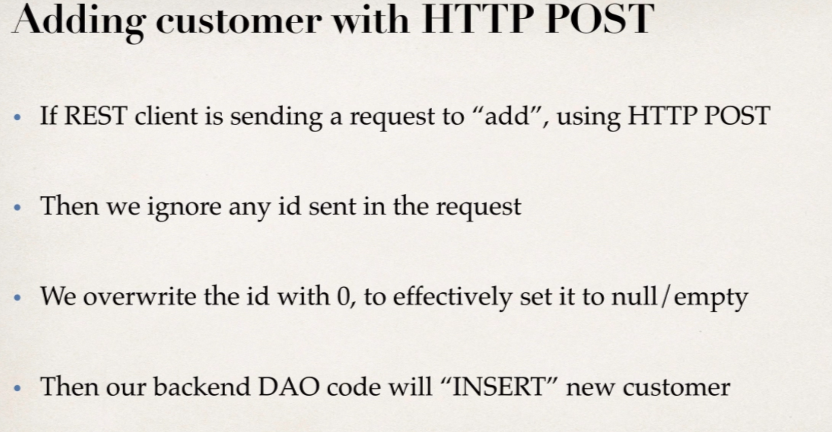 Adding customer with HTTP POST
• If REST client is sending a request to “add”, using HTTP POST
• Then we ignore any id sent in the request
• We overwrite the id with 0, to effectively set it to null/empty
• Then our backend DAO code will “INSERT” new customer